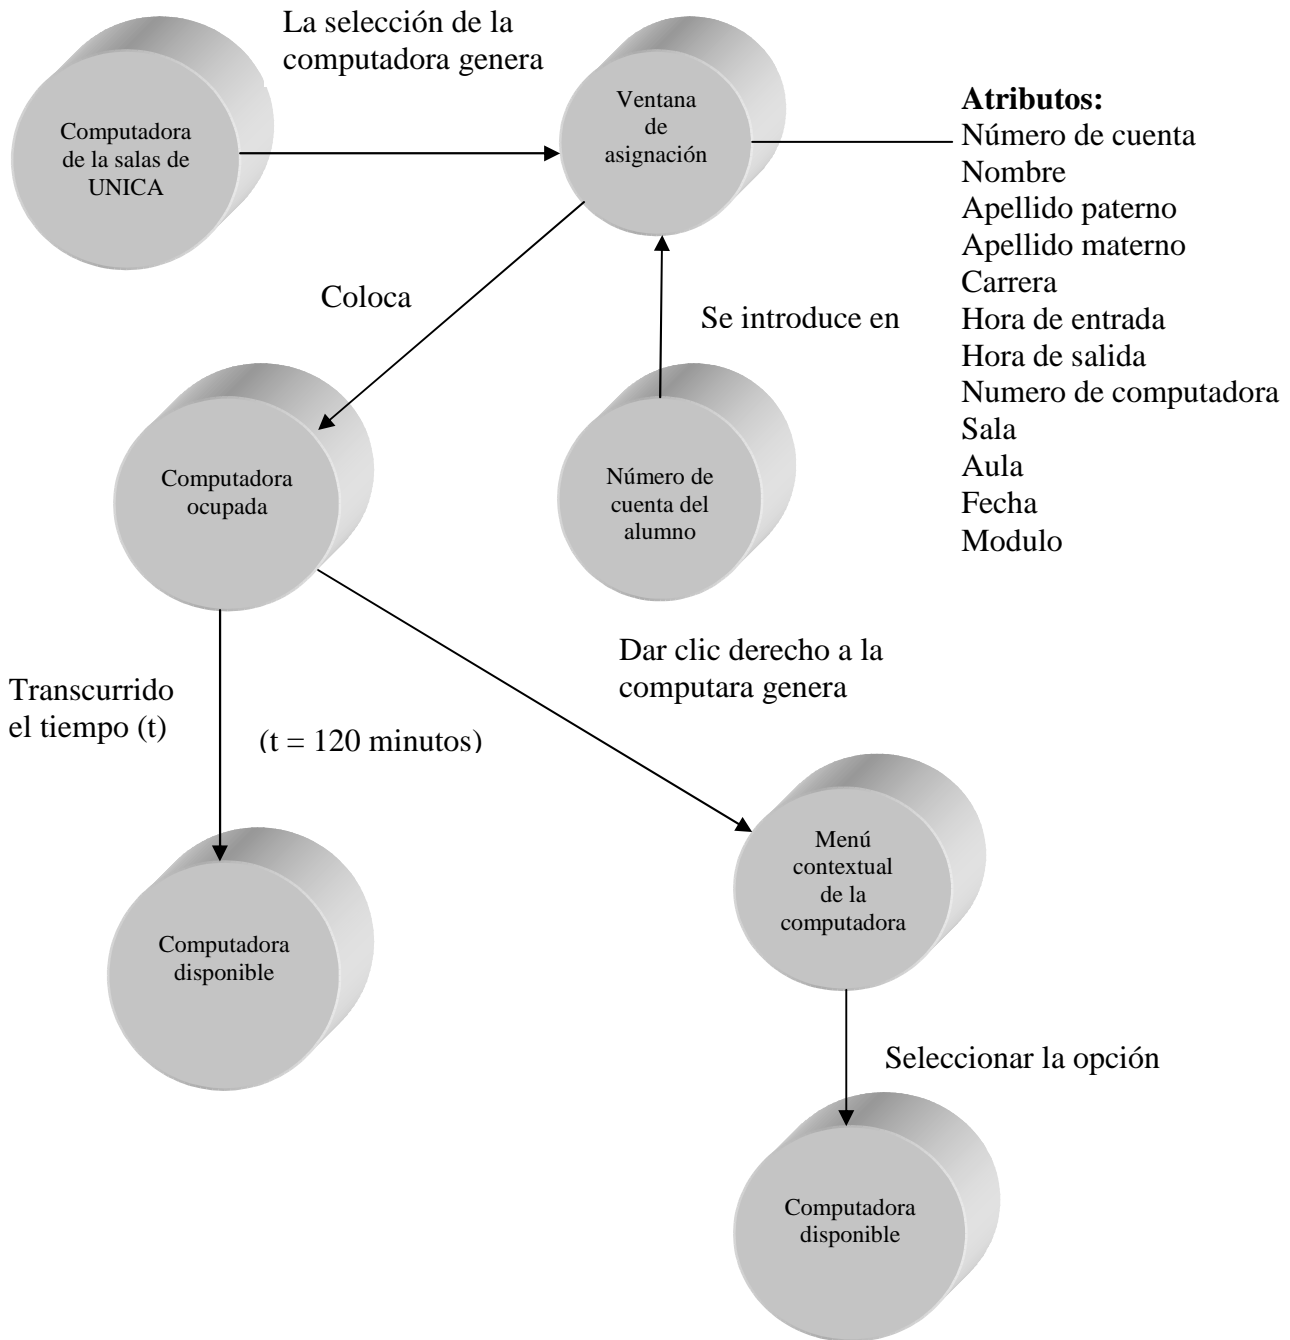 La selección de la
computadora genera
Computadora
de la salas de
UNICA
Ventana
de
asignación
Atributos:
Número de cuenta
Nombre
Apellido paterno
Apellido materno
Carrera
Hora de entrada
Hora de salida
Numero de computadora
Sala
Aula
Fecha
Modulo
Coloca
Se introduce en
Computadora
ocupada
Número de
cuenta del
alumno
Dar clic derecho a la
computara genera
Transcurrido
el tiempo (t)
(t = 120 minutos)
Menú
contextual
de la
computadora
Computadora
disponible
Seleccionar la opción
Computadora
disponible